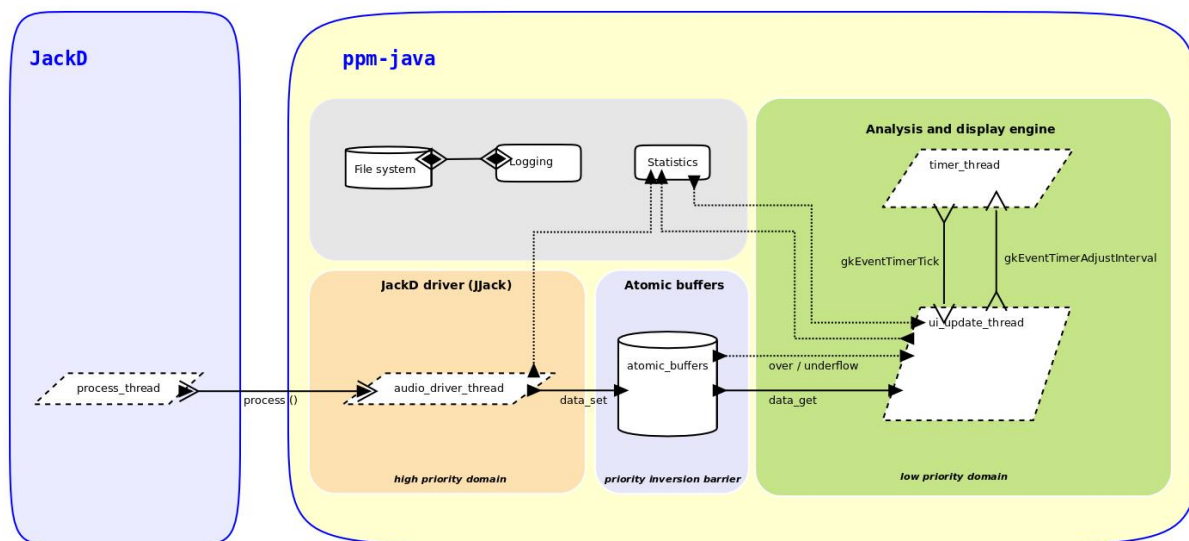 JackD
ppm-java
File system
Logging
Statistics
Analysis and display engine
timer_thread
gkEventTimerTick
gkEventTimerAdjustInterval
JackD driver (JJack)
Atomic buffers
ui_update_thread
atomic_buffers
over / underflow
process_thread
process ()
audio_driver_thread
data_set
data_get
high priority domain
priority inversion barrier
low priority domain